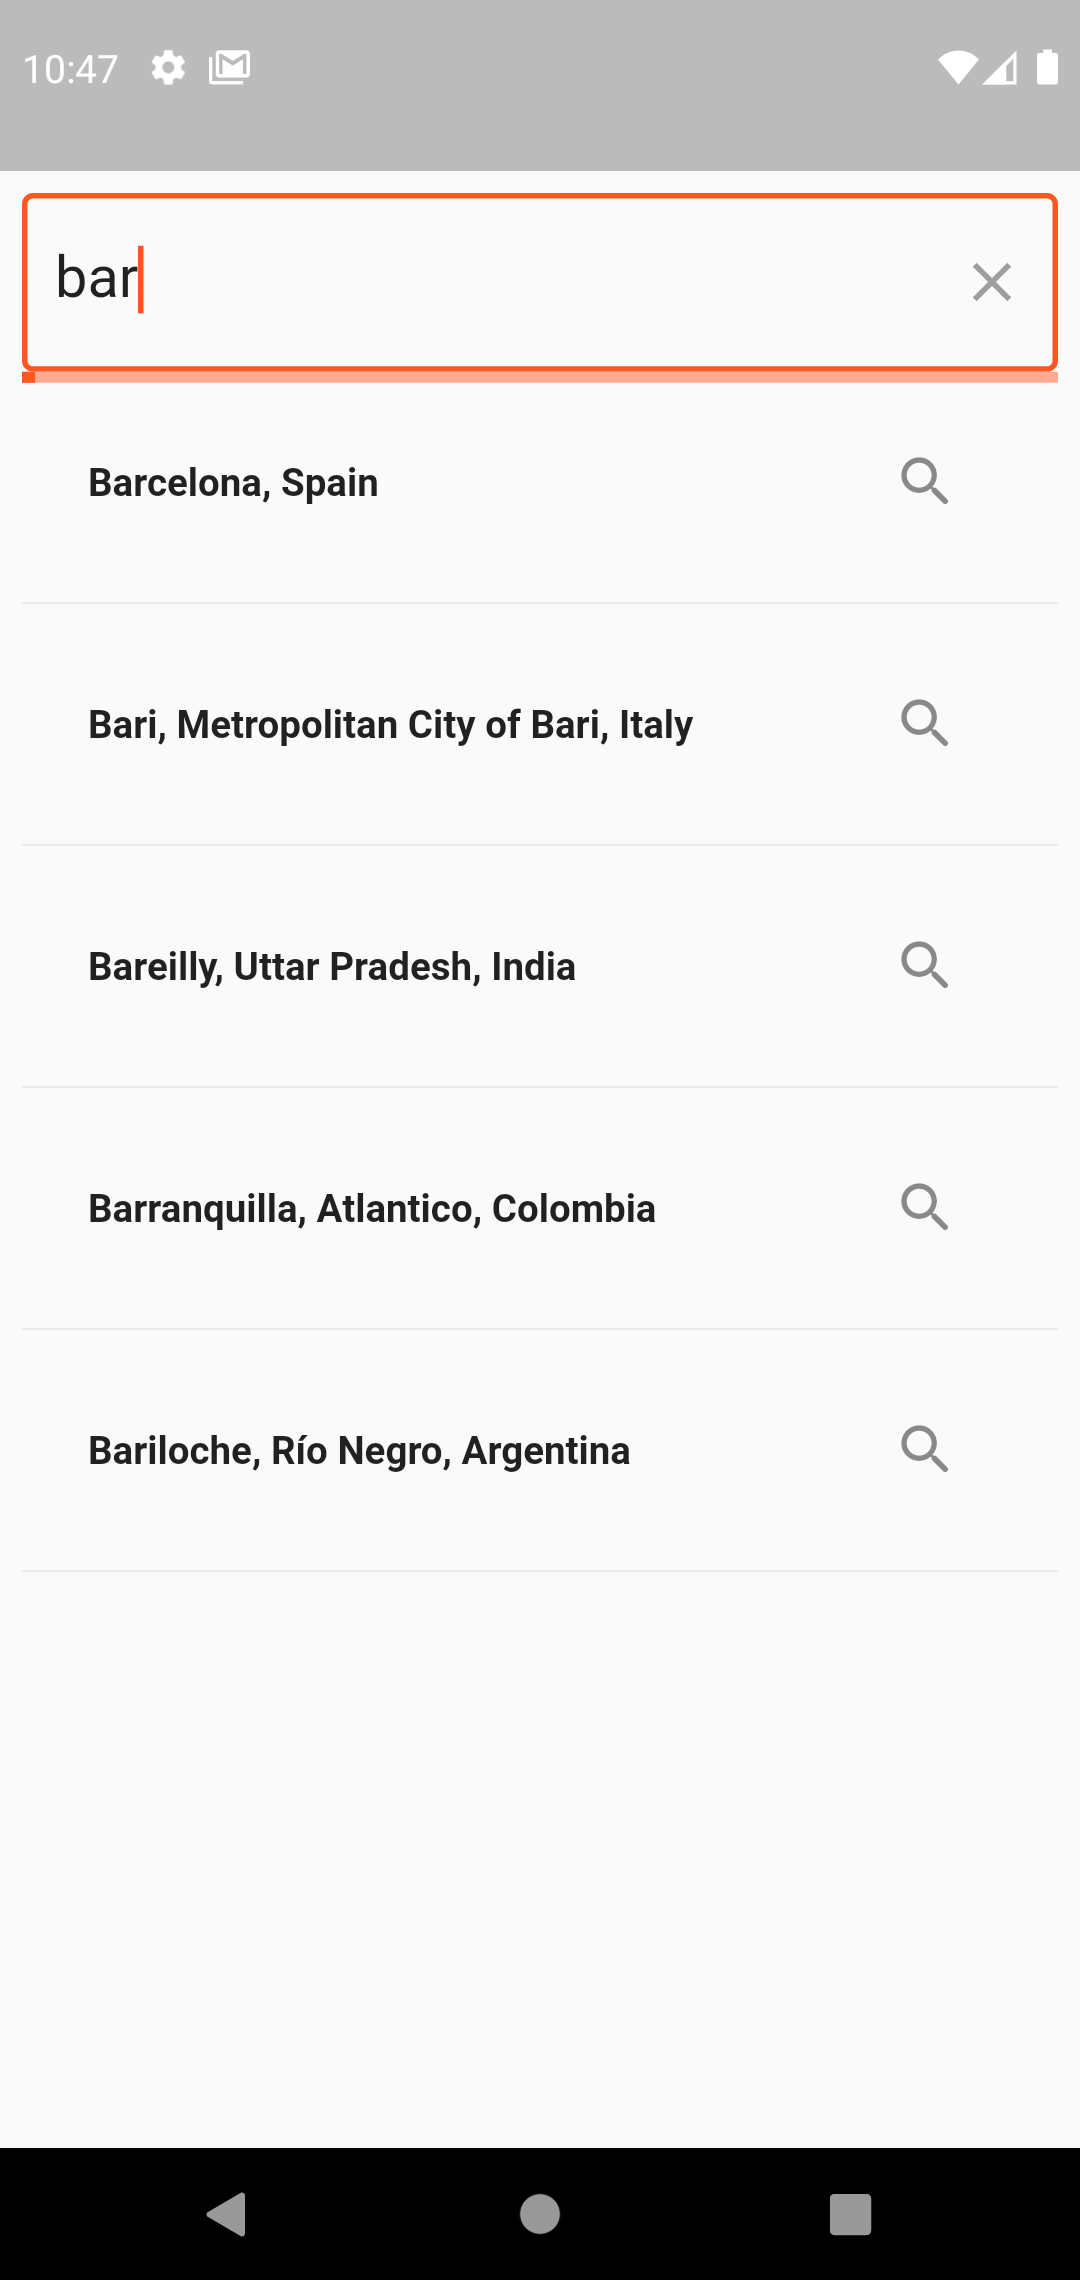 10:47
bar
Barcelona, Spain
Bari, Metropolitan City of Bari, Italy
Bareilly, Uttar Pradesh, India
Barranquilla, Atlantico, Colombia
Bariloche, Río Negro, Argentina